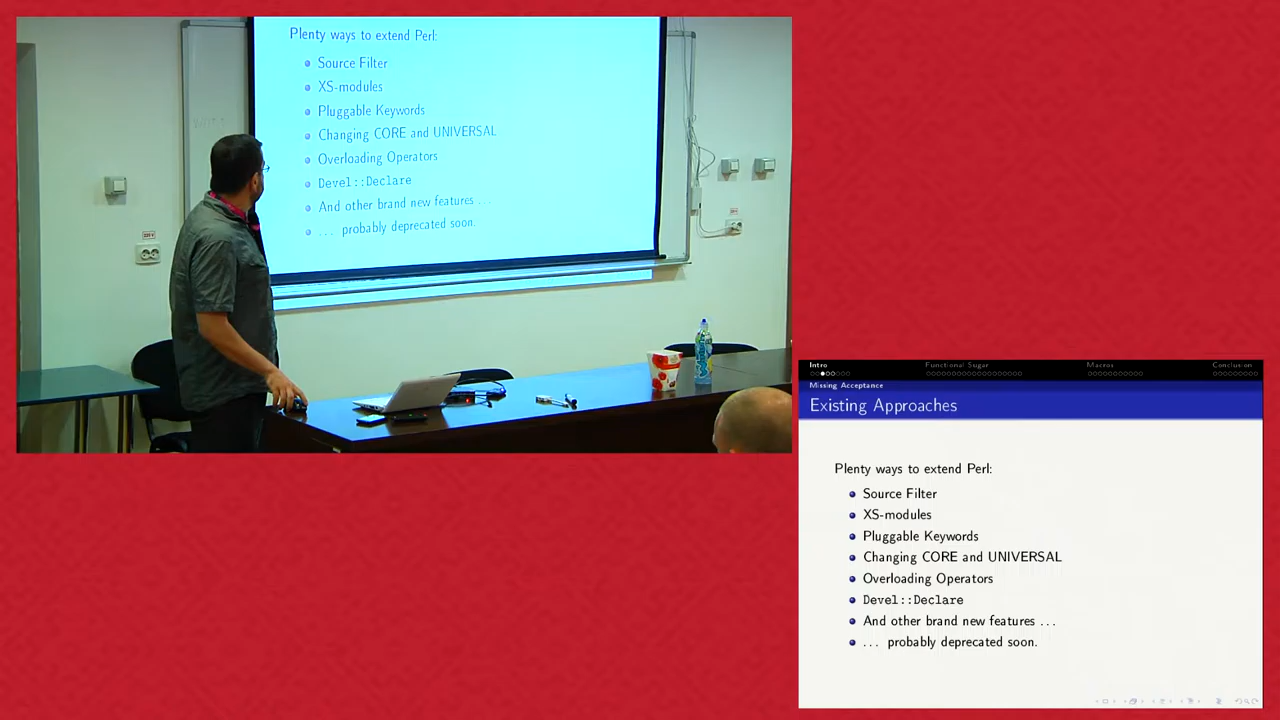 Plenty ways to extend Perl:
Source Filter
XS-modules
Pluggable Keywords
Changing CORE and UNIVERSAL
Overloading Operators
Devel::Declare
And other brand new features ...
... probably deprecated soon.
Intro
Functional Sugar
Macros
Conclusion
Missing Acceptance
Existing Approaches
Plenty ways to extend Perl:
Source Filter
XS-modules
Pluggable Keywords
Changing CORE and UNIVERSAL
Overloading Operators
Devel::Declare
And other brand new features ...
... probably deprecated soon.